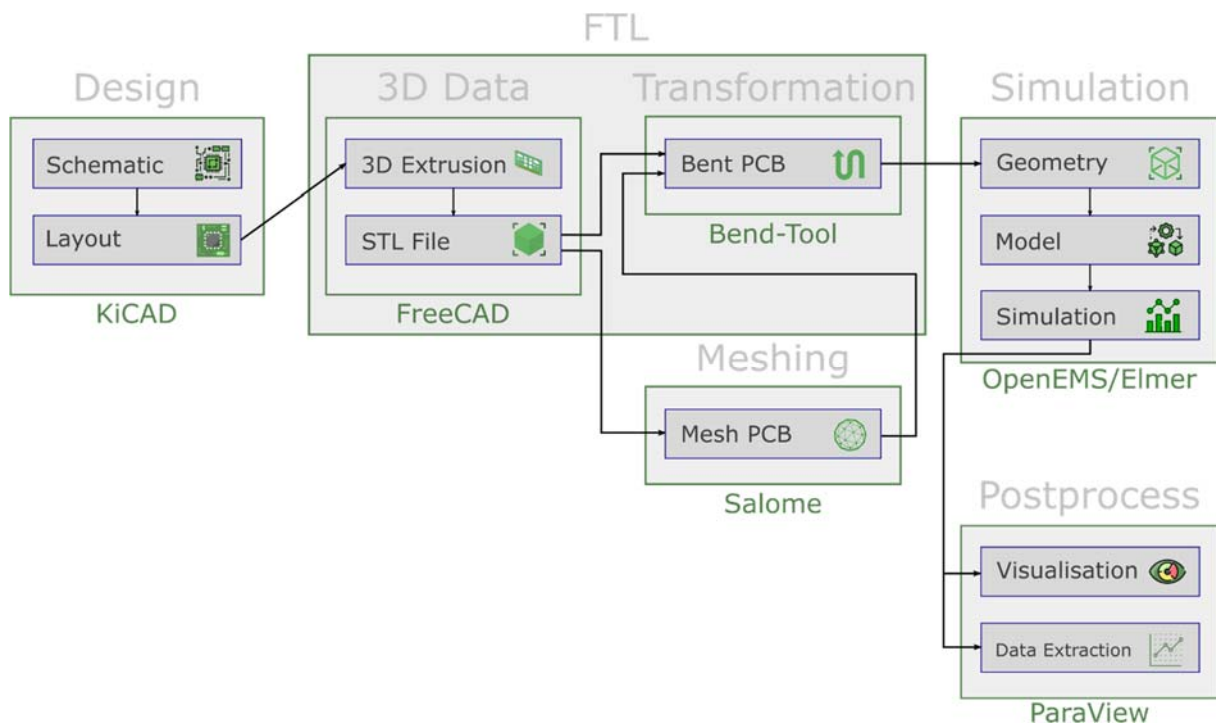 FTL
Design
3D Data
Transformation
Simulation
Schematic
Layout
KiCAD
3D Extrusion
STL File
FreeCAD
Bent PCB
Bend-Tool
Geometry
Model
Simulation
OpenEMS/Elmer
Meshing
Mesh PCB
Salome
Postprocess
Visualisation
Data Extraction
ParaView